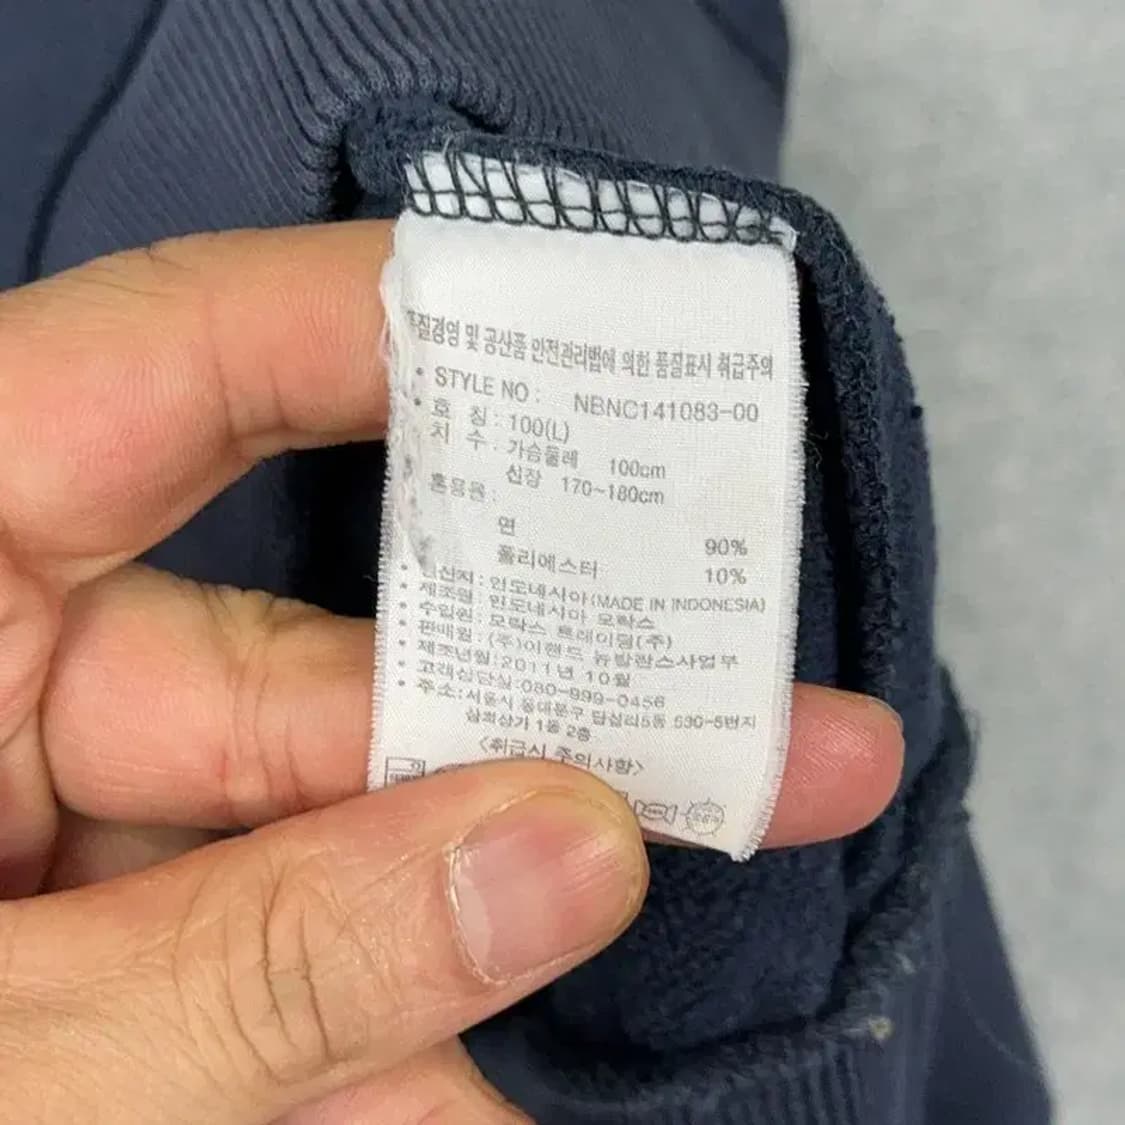 품질경영 및 공산품 안전관리법에 의한 품질표시 취급주의
• STYLE NO : NBNC141083-00
• 호 칭 : 100(L)
치 수 : 가슴둘레 100cm
신장 170~180cm
혼용율 :
면 90%
폴리에스터 10%
• 원산지 : 인도네시아(MADE IN INDONESIA)
• 제조원 : 인도네시아 모락스
• 수입원 : 모락스 트레이딩(주)
• 판매원 : (주)이랜드 뉴발란스사업부
• 제조년월 : 2011년 10월
• 고객상담실 : 080-999-0456
• 주소 : 서울시 동대문구 답십리5동 530-5번지
삼희상가 1동 2층
<취급시 주의사항>